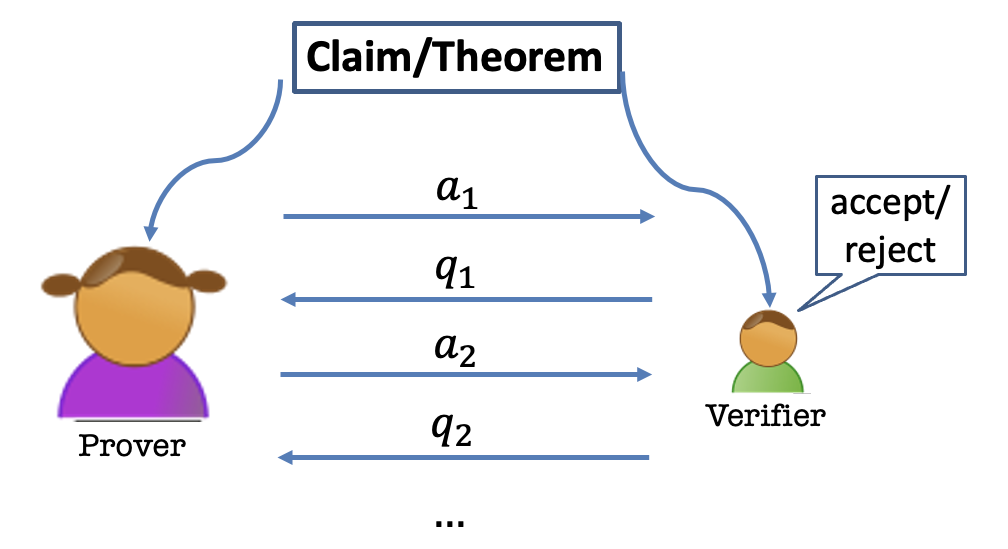 Claim/Theorem
a₁
q₁
a₂
q₂
...
accept/
reject
Prover
Verifier